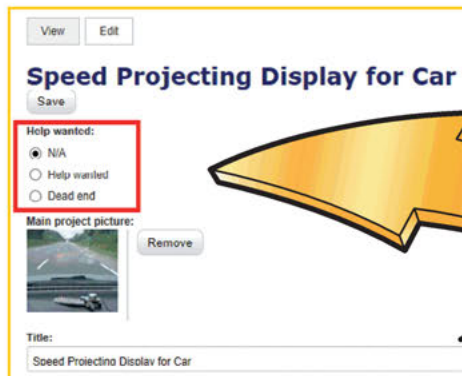 View Edit
Speed Projecting Display for Car
Save
Help wanted:
N/A
Help wanted
Dead end
Main project picture:
Remove
Title:
Speed Projecting Display for Car